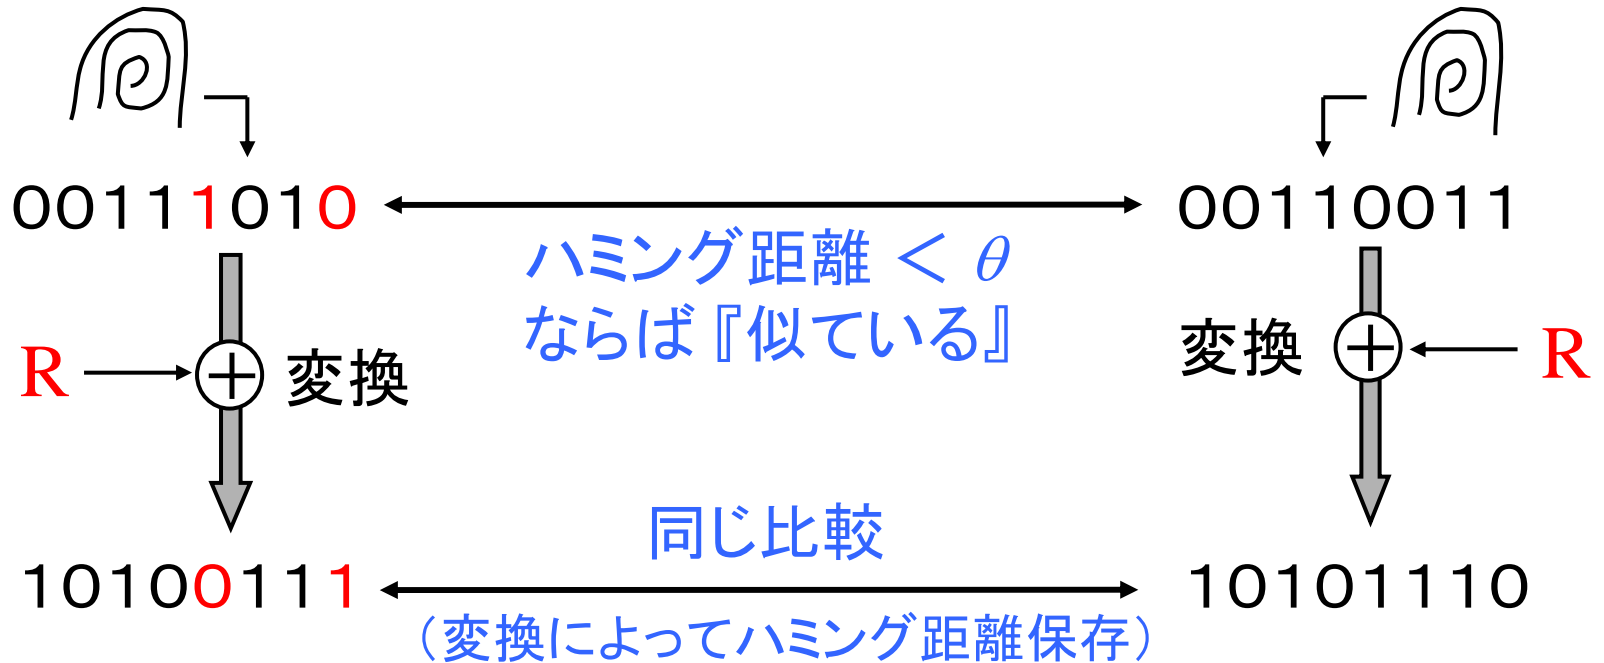 00111010
00110011
ハミング距離 < θ
ならば『似ている』
R
変換
変換
R
同じ比較
10100111
10101110
(変換によってハミング距離保存)